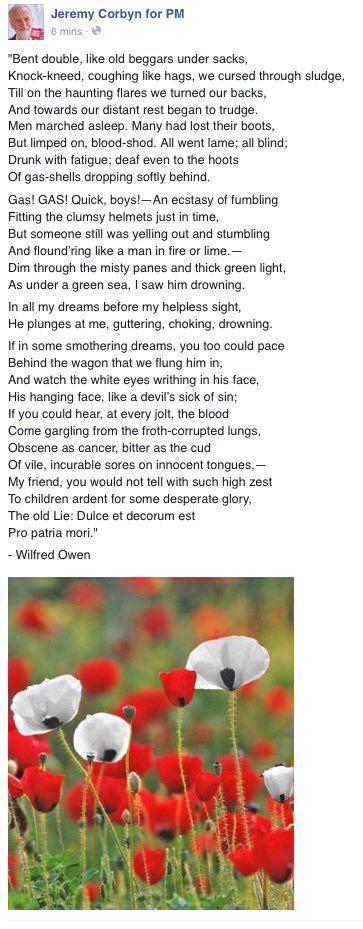 Jeremy Corbyn for PM
6 mins ·
"Bent double, like old beggars under sacks,
Knock-kneed, coughing like hags, we cursed through sludge,
Till on the haunting flares we turned our backs,
And towards our distant rest began to trudge.
Men marched asleep. Many had lost their boots,
But limped on, blood-shod. All went lame; all blind;
Drunk with fatigue; deaf even to the hoots
Of gas-shells dropping softly behind.
Gas! GAS! Quick, boys!—An ecstasy of fumbling
Fitting the clumsy helmets just in time,
But someone still was yelling out and stumbling
And flound'ring like a man in fire or lime.—
Dim through the misty panes and thick green light,
As under a green sea, I saw him drowning.
In all my dreams before my helpless sight,
He plunges at me, guttering, choking, drowning.
If in some smothering dreams, you too could pace
Behind the wagon that we flung him in,
And watch the white eyes writhing in his face,
His hanging face, like a devil's sick of sin;
If you could hear, at every jolt, the blood
Come gargling from the froth-corrupted lungs,
Obscene as cancer, bitter as the cud
Of vile, incurable sores on innocent tongues,—
My friend, you would not tell with such high zest
To children ardent for some desperate glory,
The old Lie: Dulce et decorum est
Pro patria mori."
- Wilfred Owen